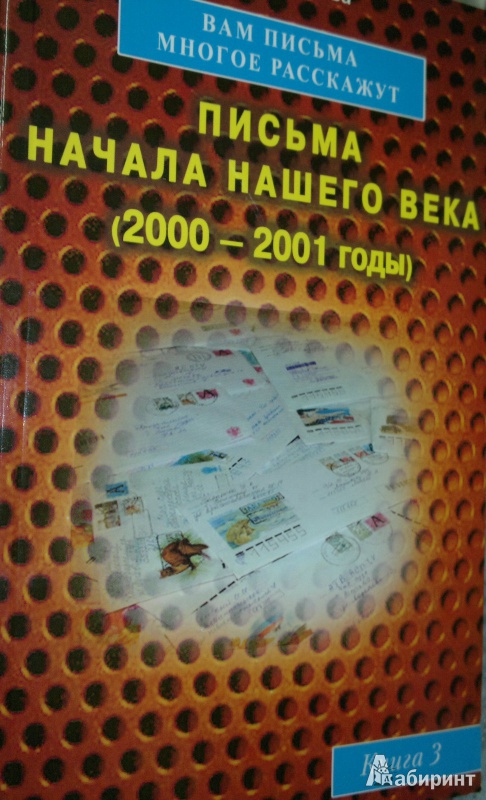 ВАМ ПИСЬМА
МНОГОЕ РАССКАЖУТ
ПИСЬМА
НАЧАЛА НАШЕГО ВЕКА
(2000 – 2001 ГОДЫ)
Книга 3
Лабиринт